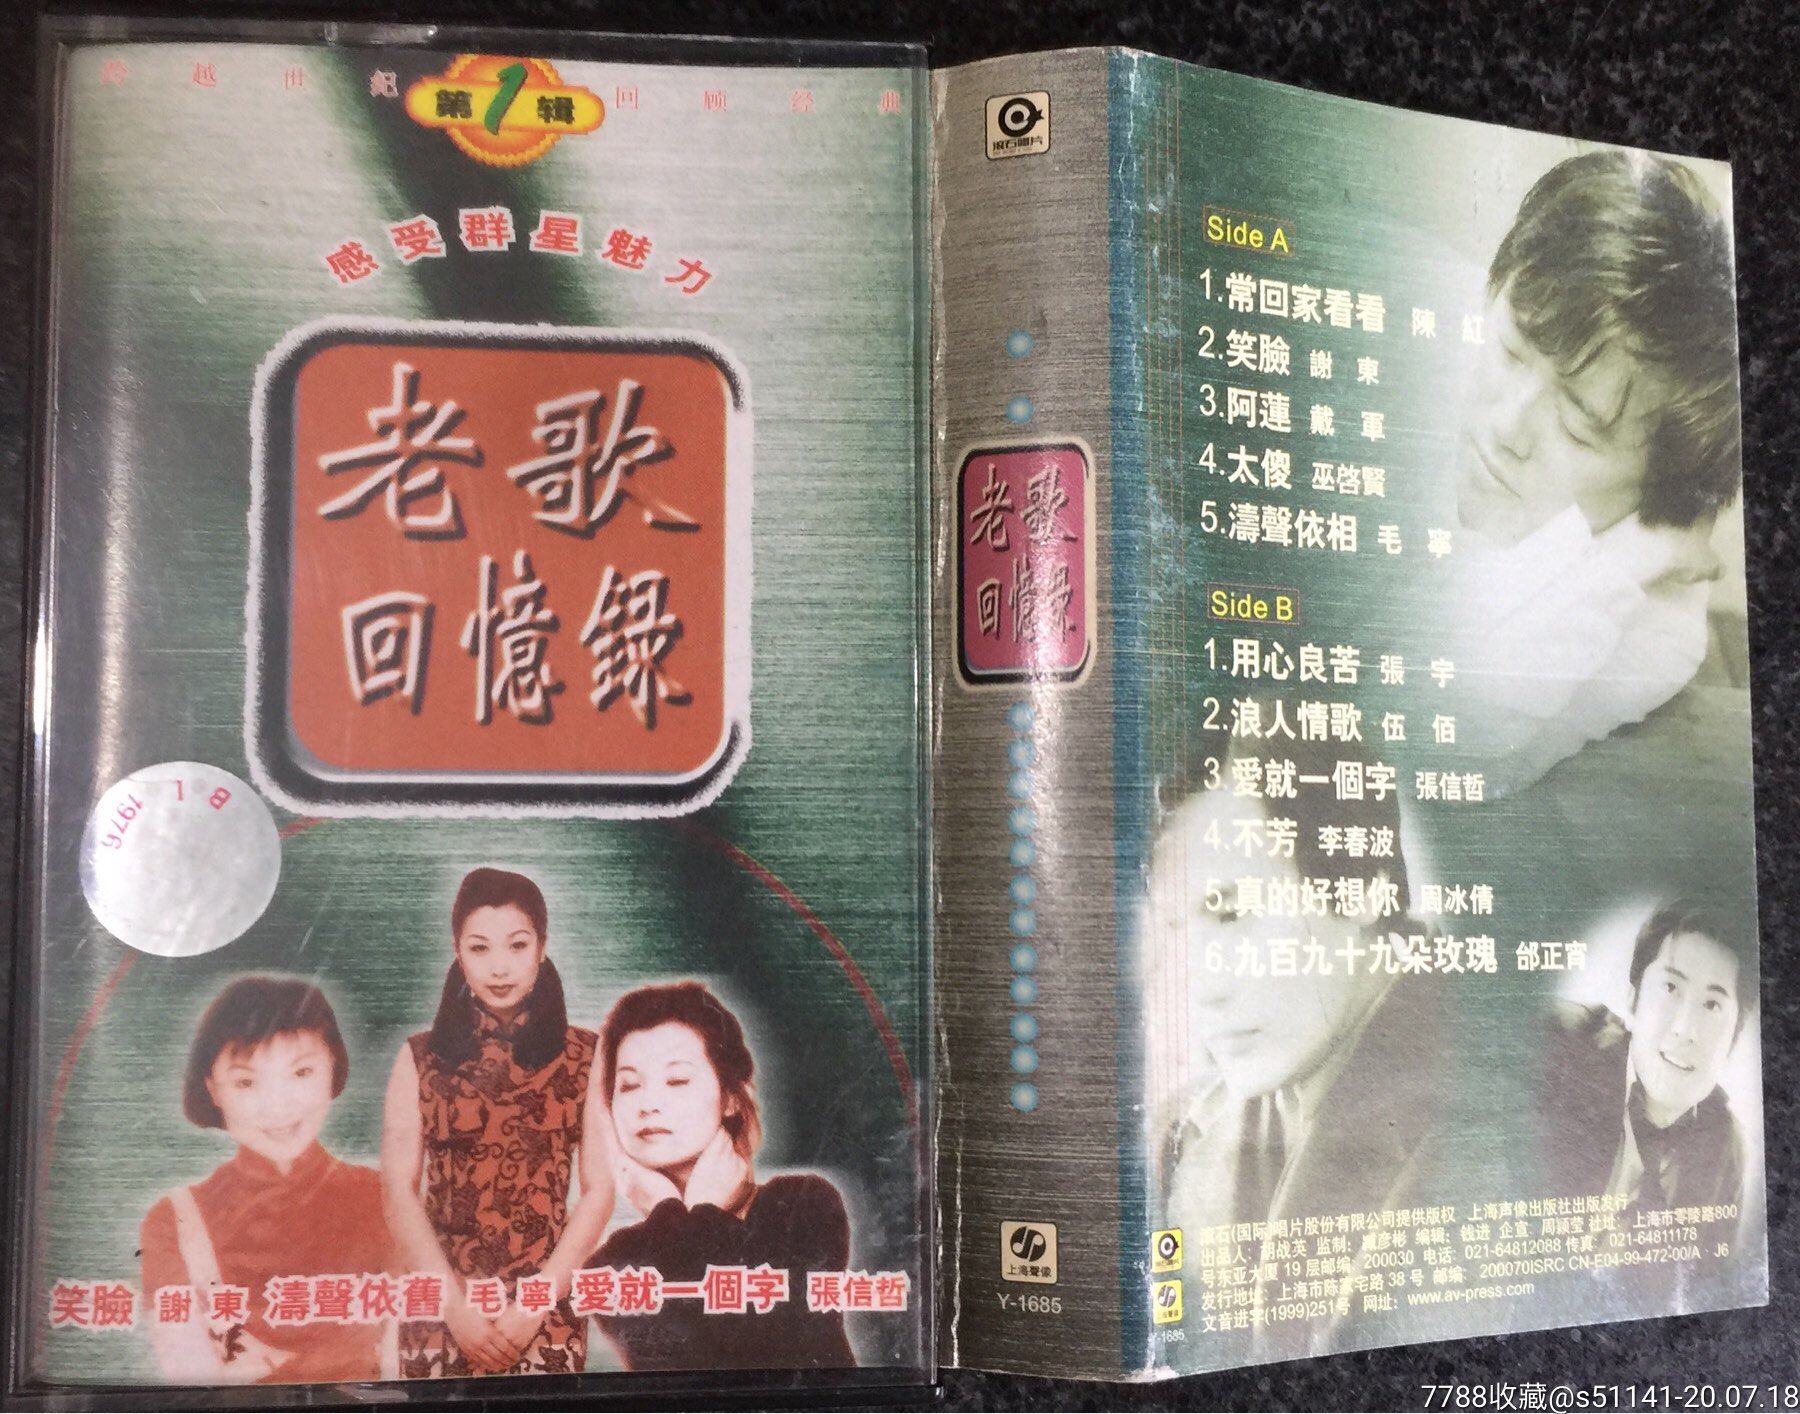 跨越世紀
第1辑
回顾经典
感受群星魅力
老歌
回憶錄
B L 1976
笑臉 謝東 濤聲依舊 毛寧 愛就一個字 張信哲
滾石唱片
老歌
回憶錄
上海聲像
Y-1685
Side A
1.常回家看看 陳紅
2.笑臉 謝東
3.阿蓮 戴軍
4.太傻 巫啓賢
5.濤聲依相 毛寧
Side B
1.用心良苦 張宇
2.浪人情歌 伍佰
3.愛就一個字 張信哲
4.不芳 李春波
5.真的好想你 周冰倩
6.九百九十九朵玫瑰 邰正宵
滚石(国际)唱片股份有限公司提供版权 上海声像出版社出版发行
出品人: 胡战英 监制: 臧彦彬 编辑: 钱进 企宣: 周颖莹 社址: 上海市零陵路800
号东亚大厦 19 层邮编: 200030 电话: 021-64812088 传真: 021-64811178
发行地址: 上海市陈家宅路 38 号 邮编: 200070ISRC CN-E04-99-472-00/A · J6
文音进字(1999)251号 网址: www.av-press.com
Y-1685
7788收藏@s51141-20.07.18